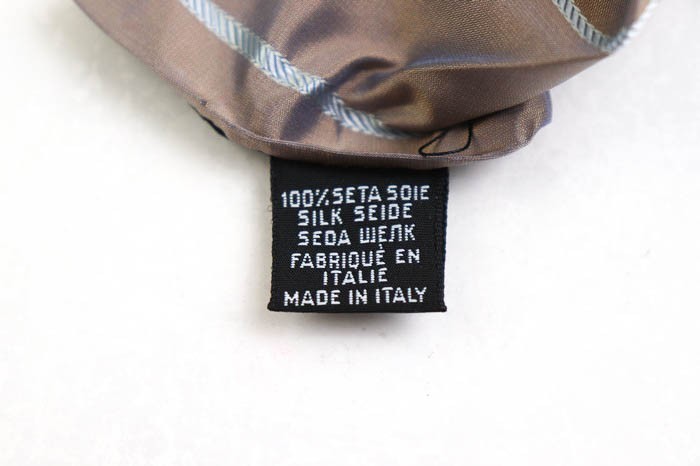 100% SETA SOIE
SILK SEIDE
SEDA ШЕЛК
FABRIQUÉ EN
ITALIE
MADE IN ITALY